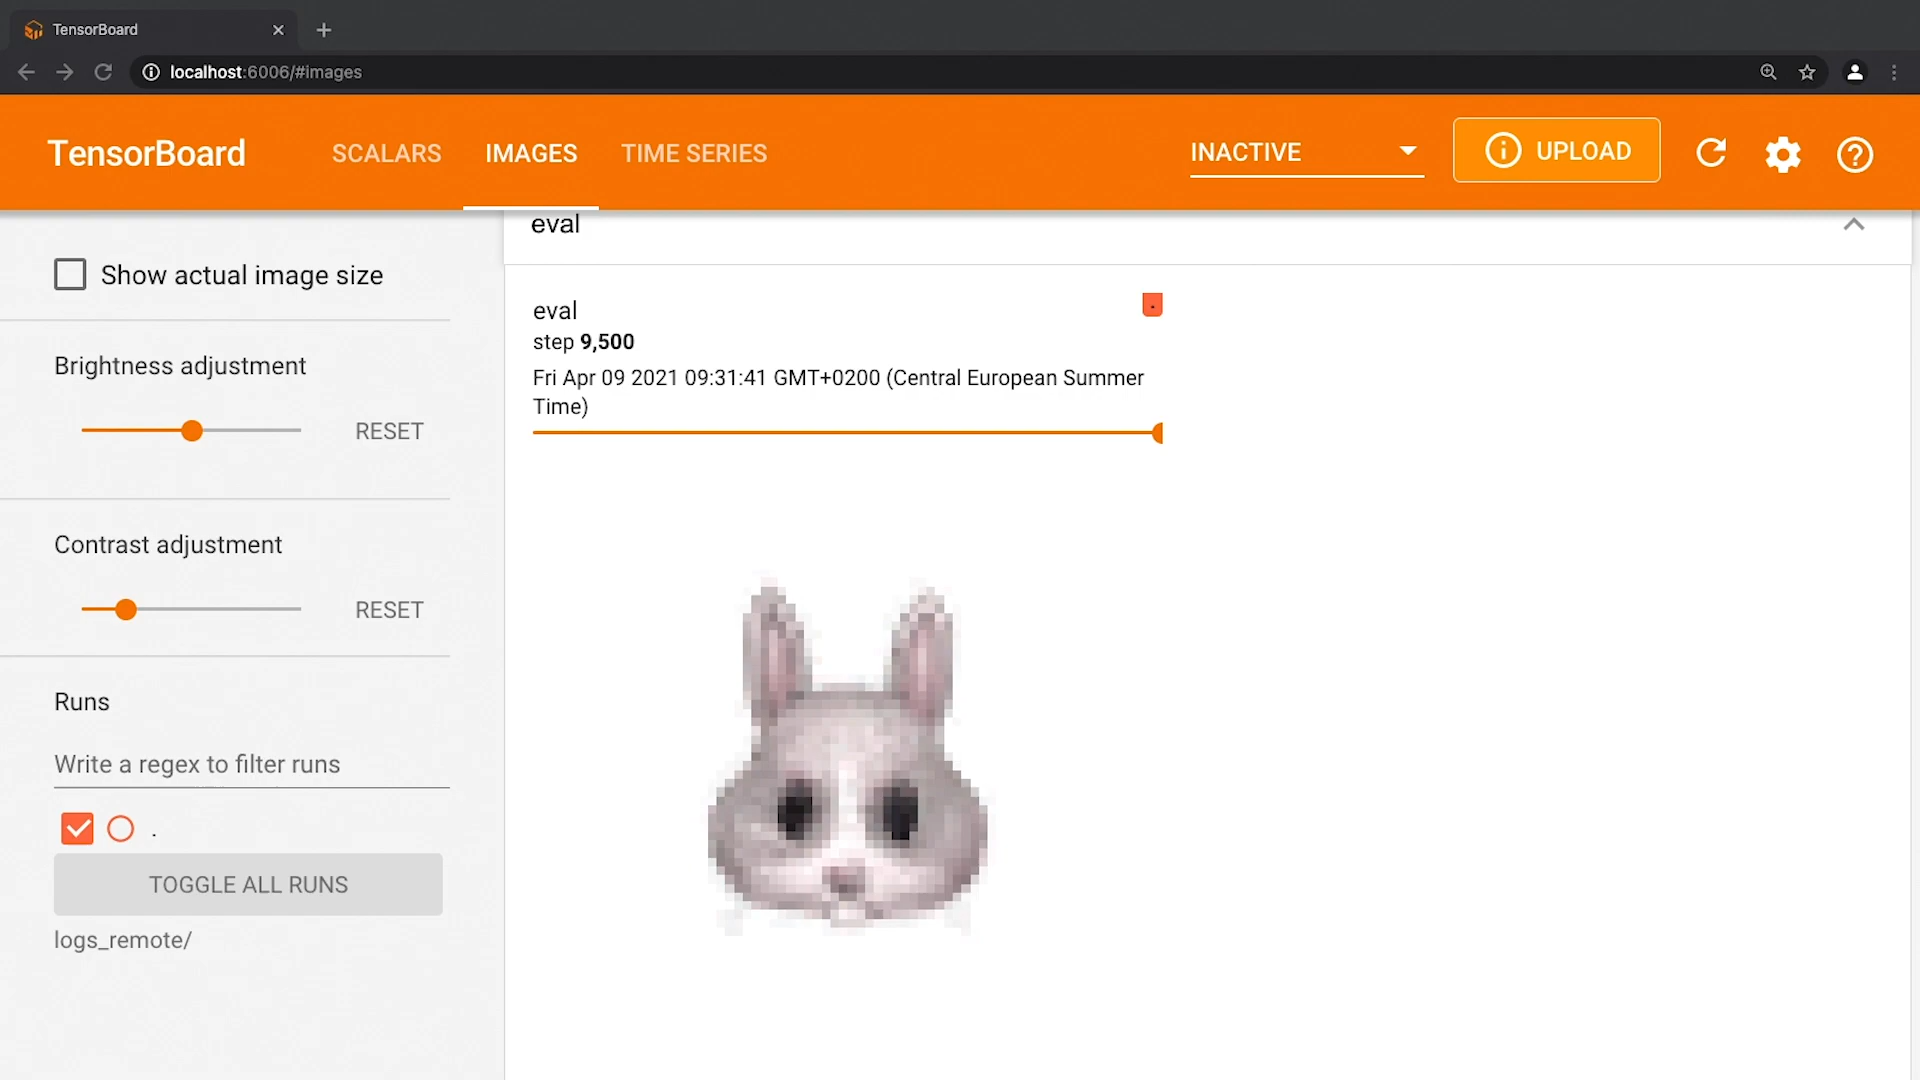 TensorBoard
localhost:6006/#images
TensorBoard SCALARS IMAGES TIME SERIES INACTIVE UPLOAD
eval
Show actual image size
eval
step 9,500
Fri Apr 09 2021 09:31:41 GMT+0200 (Central European Summer
Time)
Brightness adjustment
RESET
Contrast adjustment
RESET
Runs
Write a regex to filter runs
.
TOGGLE ALL RUNS
logs_remote/